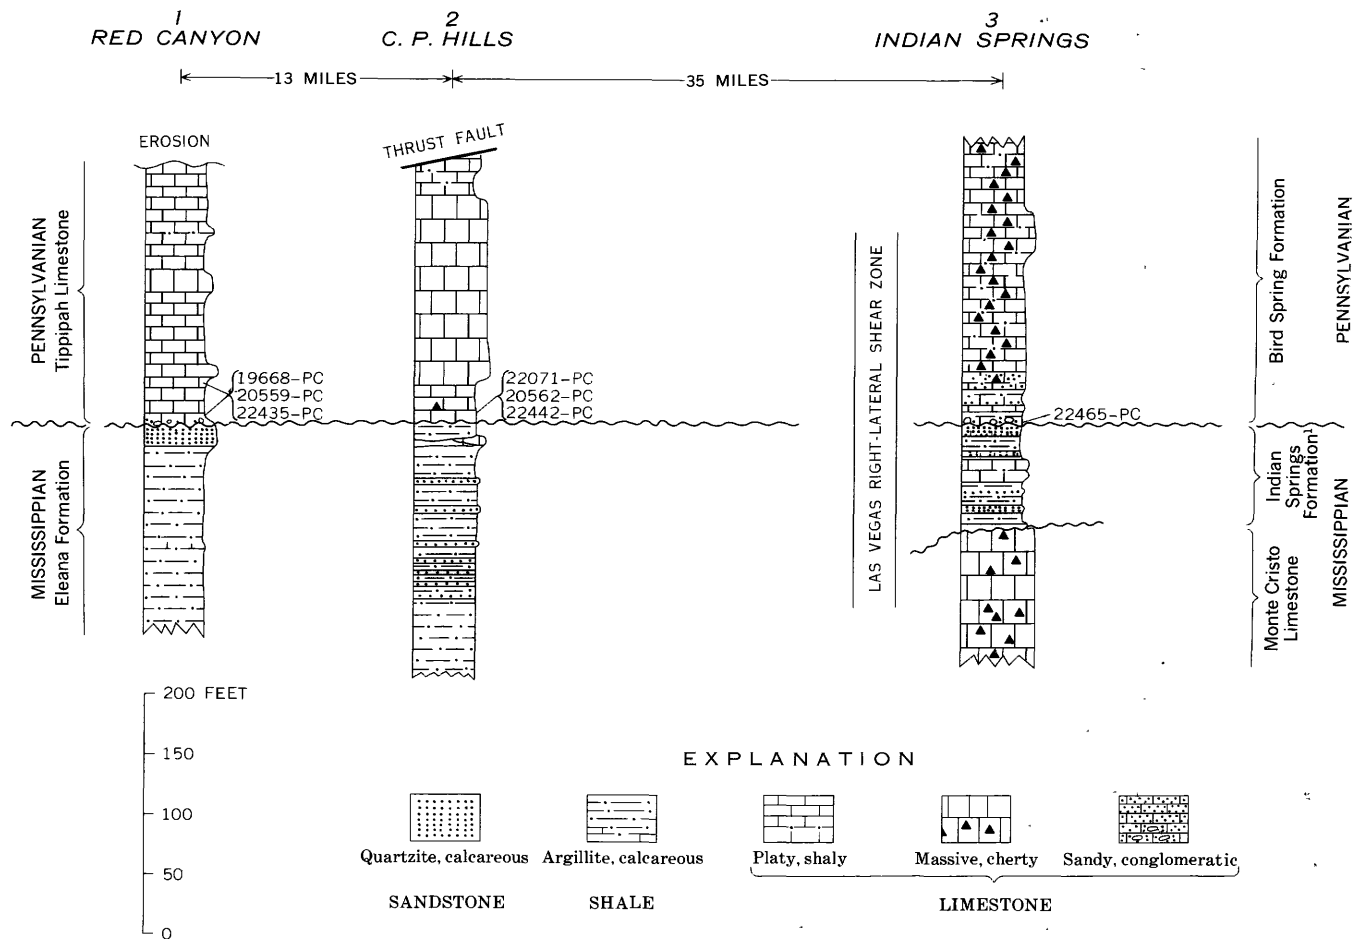 1
RED CANYON
2
C. P. HILLS
3
INDIAN SPRINGS
13 MILES
35 MILES
EROSION
THRUST FAULT
PENNSYLVANIAN
Tippipah Limestone
MISSISSIPPIAN
Eleana Formation
19668-PC
20559-PC
22435-PC
22071-PC
20562-PC
22442-PC
LAS VEGAS RIGHT-LATERAL SHEAR ZONE
22465-PC
Bird Spring Formation
PENNSYLVANIAN
Indian
Springs
Formation¹
Monte Cristo
Limestone
MISSISSIPPIAN
200 FEET
150
100
50
0
EXPLANATION
Quartzite, calcareous
Argillite, calcareous
Platy, shaly
Massive, cherty
Sandy, conglomeratic
SANDSTONE
SHALE
LIMESTONE